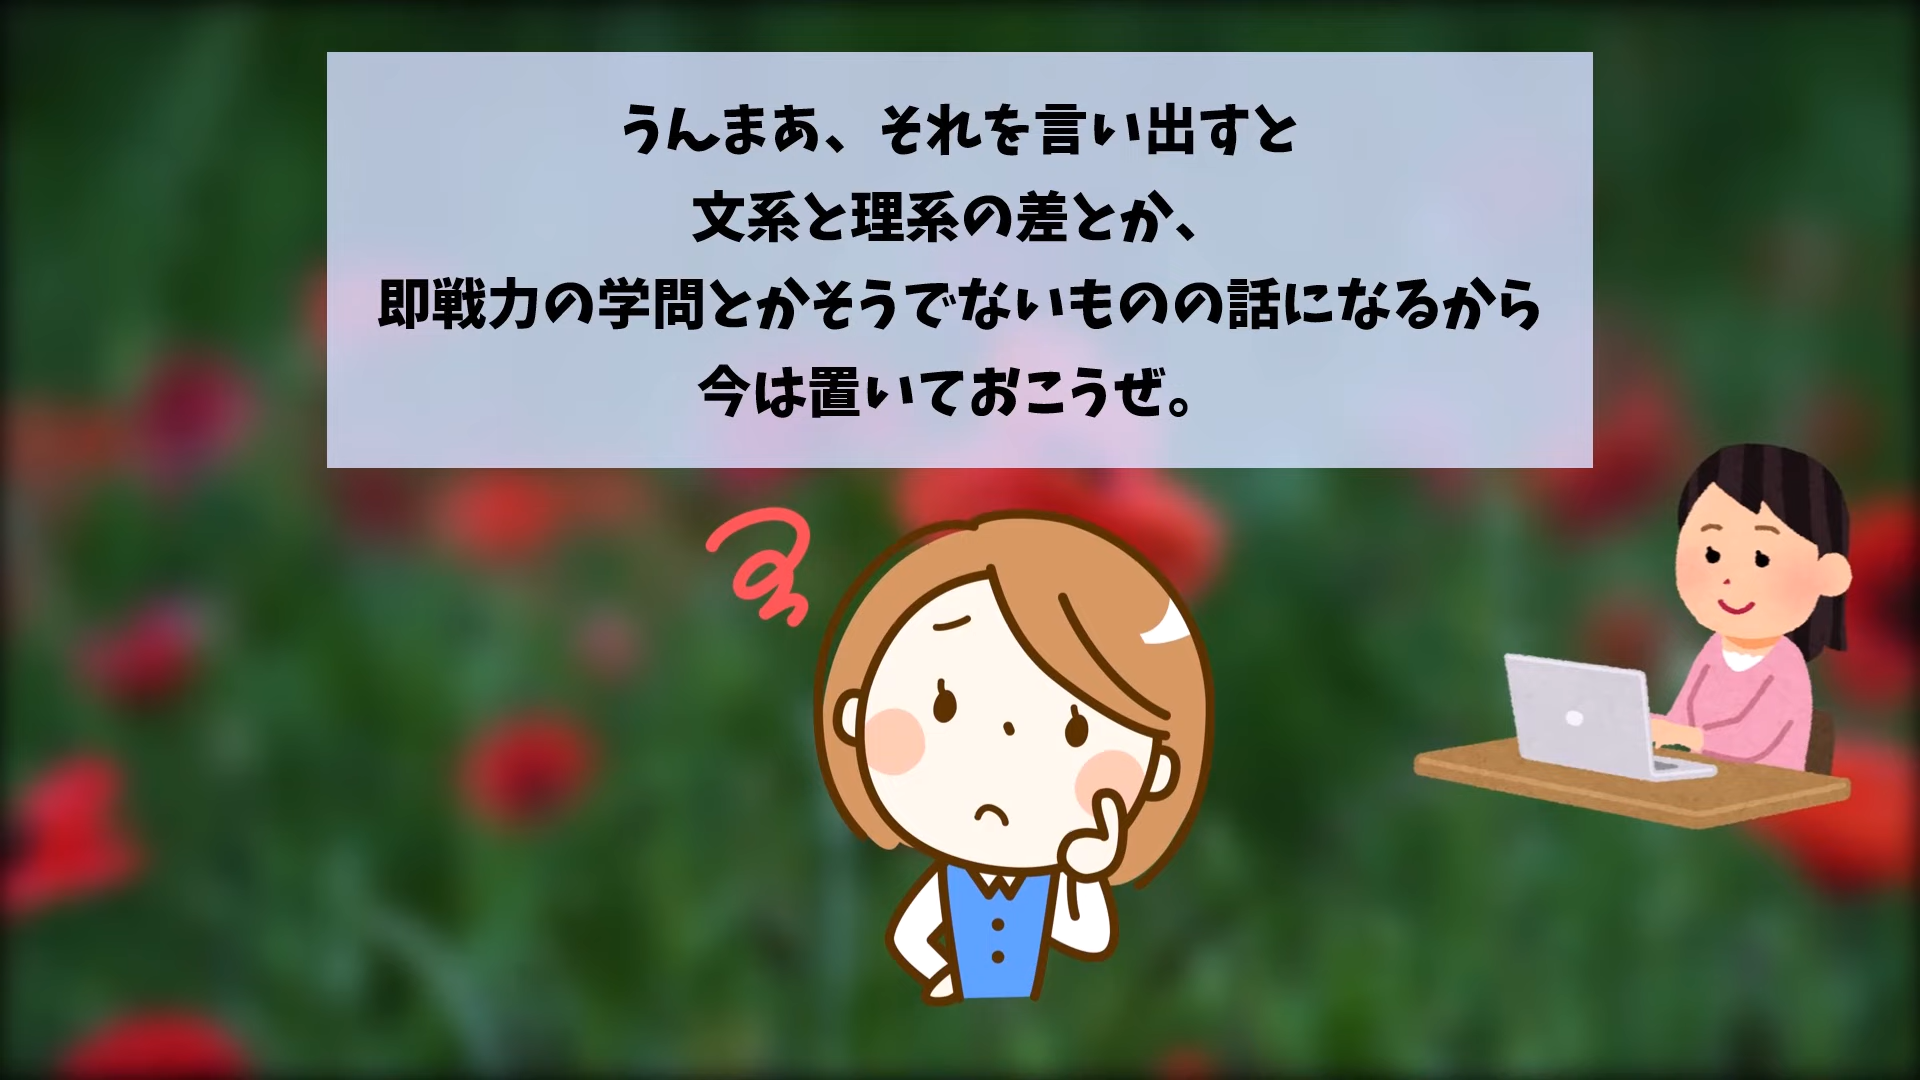 うんまあ、それを言い出すと
文系と理系の差とか、
即戦力の学問とかそうでないものの話になるから
今は置いておこうぜ。